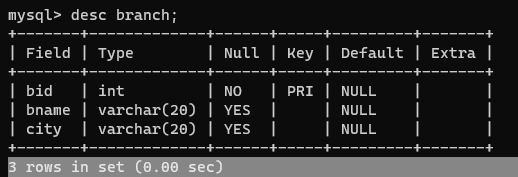 mysql> desc branch;
+-------+-------------+------+-----+---------+-------+
| Field | Type        | Null | Key | Default | Extra |
+-------+-------------+------+-----+---------+-------+
| bid   | int         | NO   | PRI | NULL    |       |
| bname | varchar(20) | YES  |     | NULL    |       |
| city  | varchar(20) | YES  |     | NULL    |       |
+-------+-------------+------+-----+---------+-------+
3 rows in set (0.00 sec)